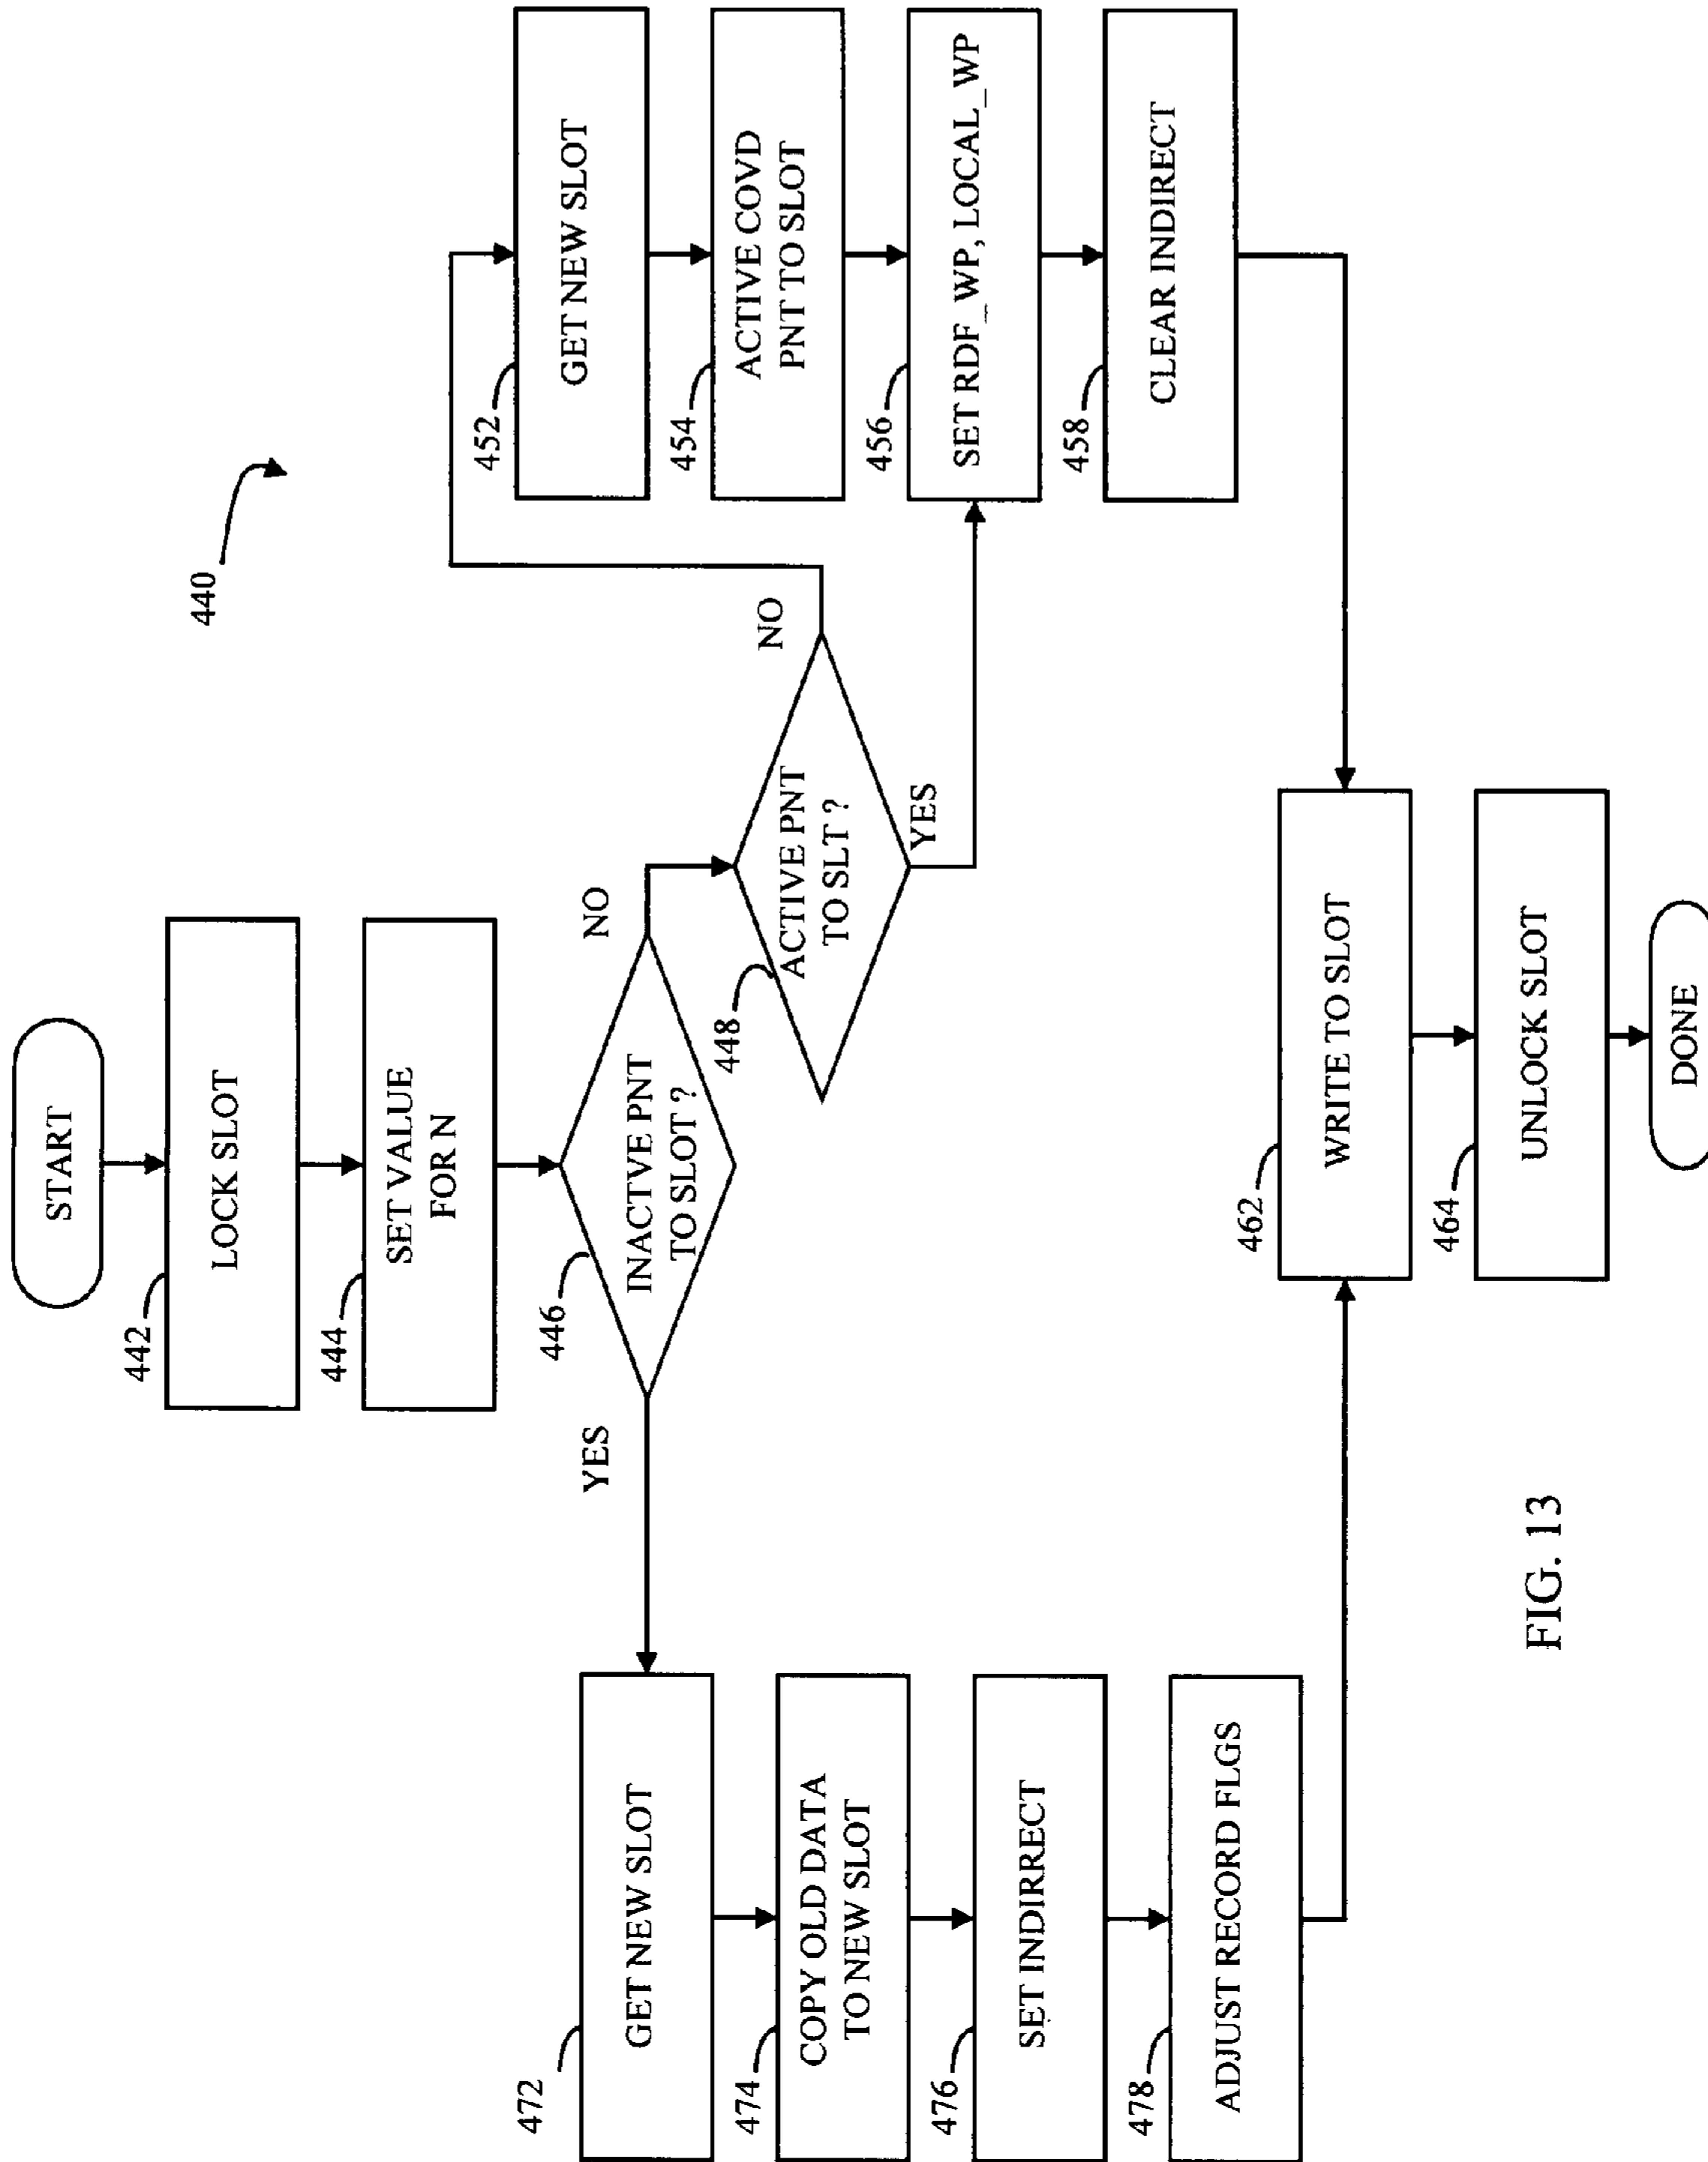 440
START
442
LOCK SLOT
444
SET VALUE
FOR N
446
INACTVE PNT
TO SLOT ?
YES
NO
448
ACTIVE PNT
TO SLT ?
NO
YES
452
GET NEW SLOT
454
ACTIVE COVD
PNT TO SLOT
456
SET RDF_WP, LOCAL_WP
458
CLEAR INDIRECT
472
GET NEW SLOT
474
COPY OLD DATA
TO NEW SLOT
476
SET INDIRRECT
478
ADJUST RECORD FLGS
462
WRITE TO SLOT
464
UNLOCK SLOT
DONE
FIG. 13